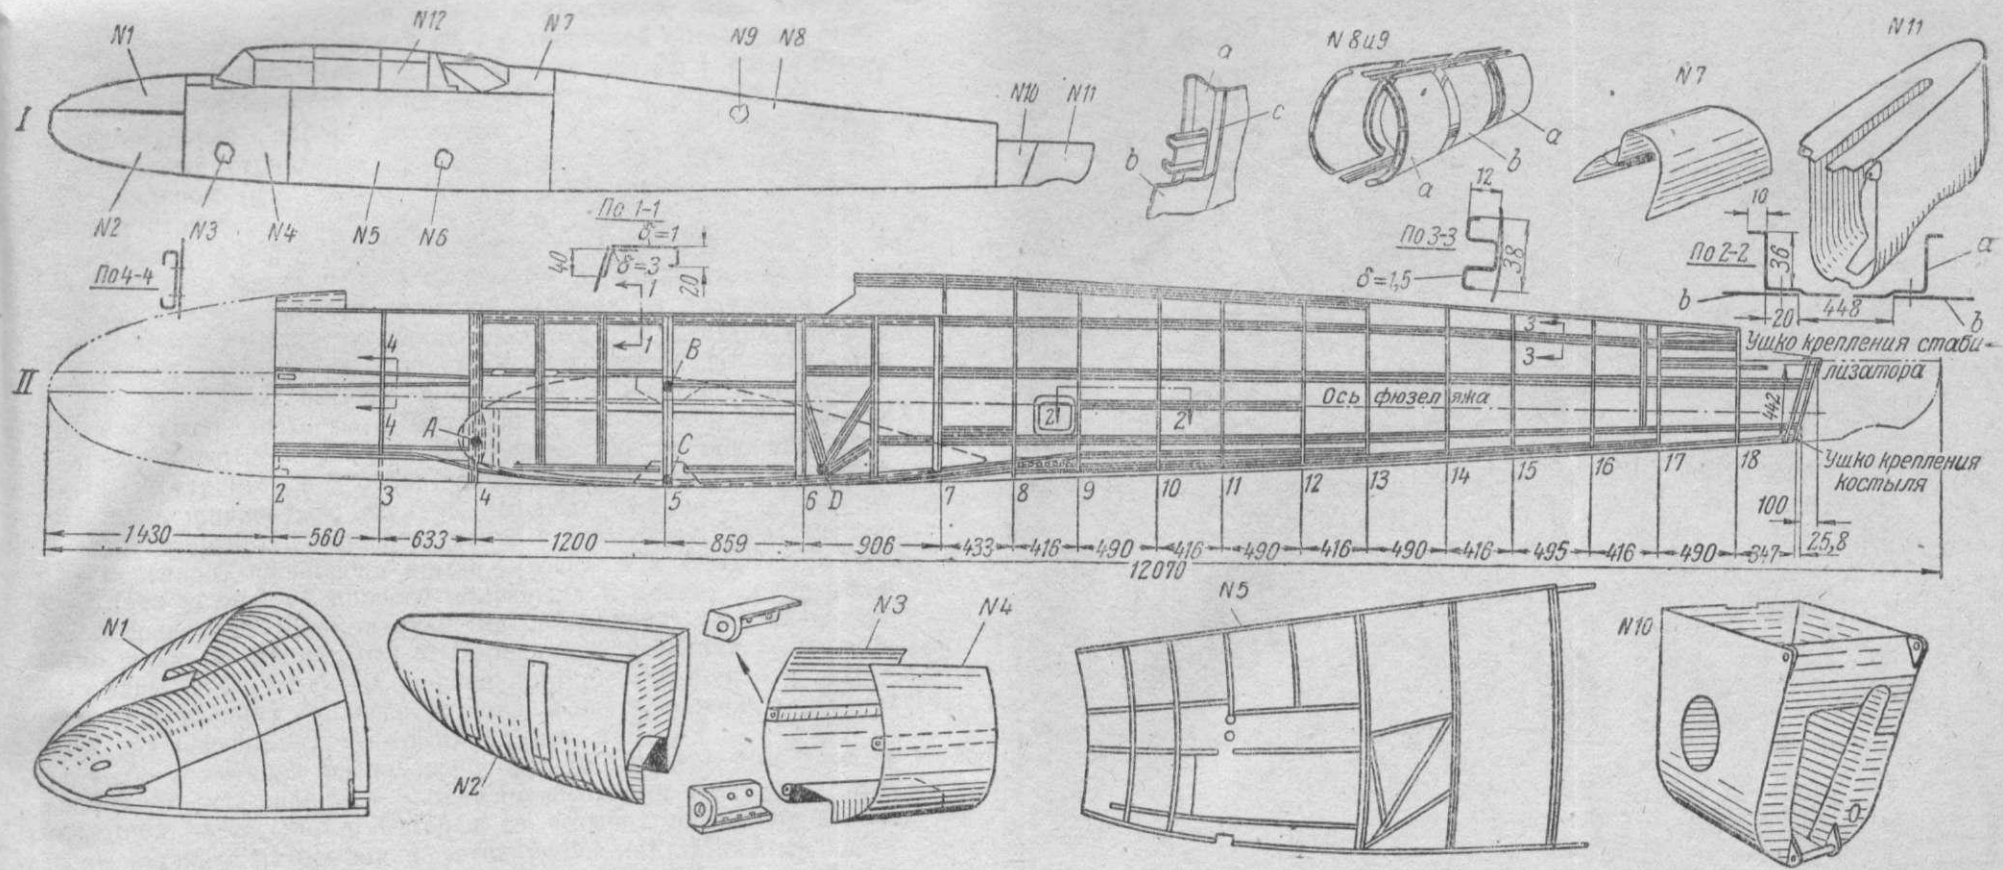 N1
N12
N7
N9
N8
N8и9
N7
N11
I
N10
N11
a
c
b
a
b
a
N2
N3
N4
N5
N6
По 1-1
δ=1
δ=3
40
20
1
1
12
По 3-3
38
δ=1,5
10
По 2-2
36
a
b
20
448
b
По 4-4
II
4
4
A
B
C
D
2
2
3
3
Ось фюзеляжа
Ушко крепления стаби-
лизатора
442
Ушко крепления
костыля
2
3
4
5
6
7
8
9
10
11
12
13
14
15
16
17
18
100
1430
560
633
1200
859
906
433
416
490
416
490
416
490
416
495
416
490
347
25,8
12070
N1
N2
N3
N4
N5
N10